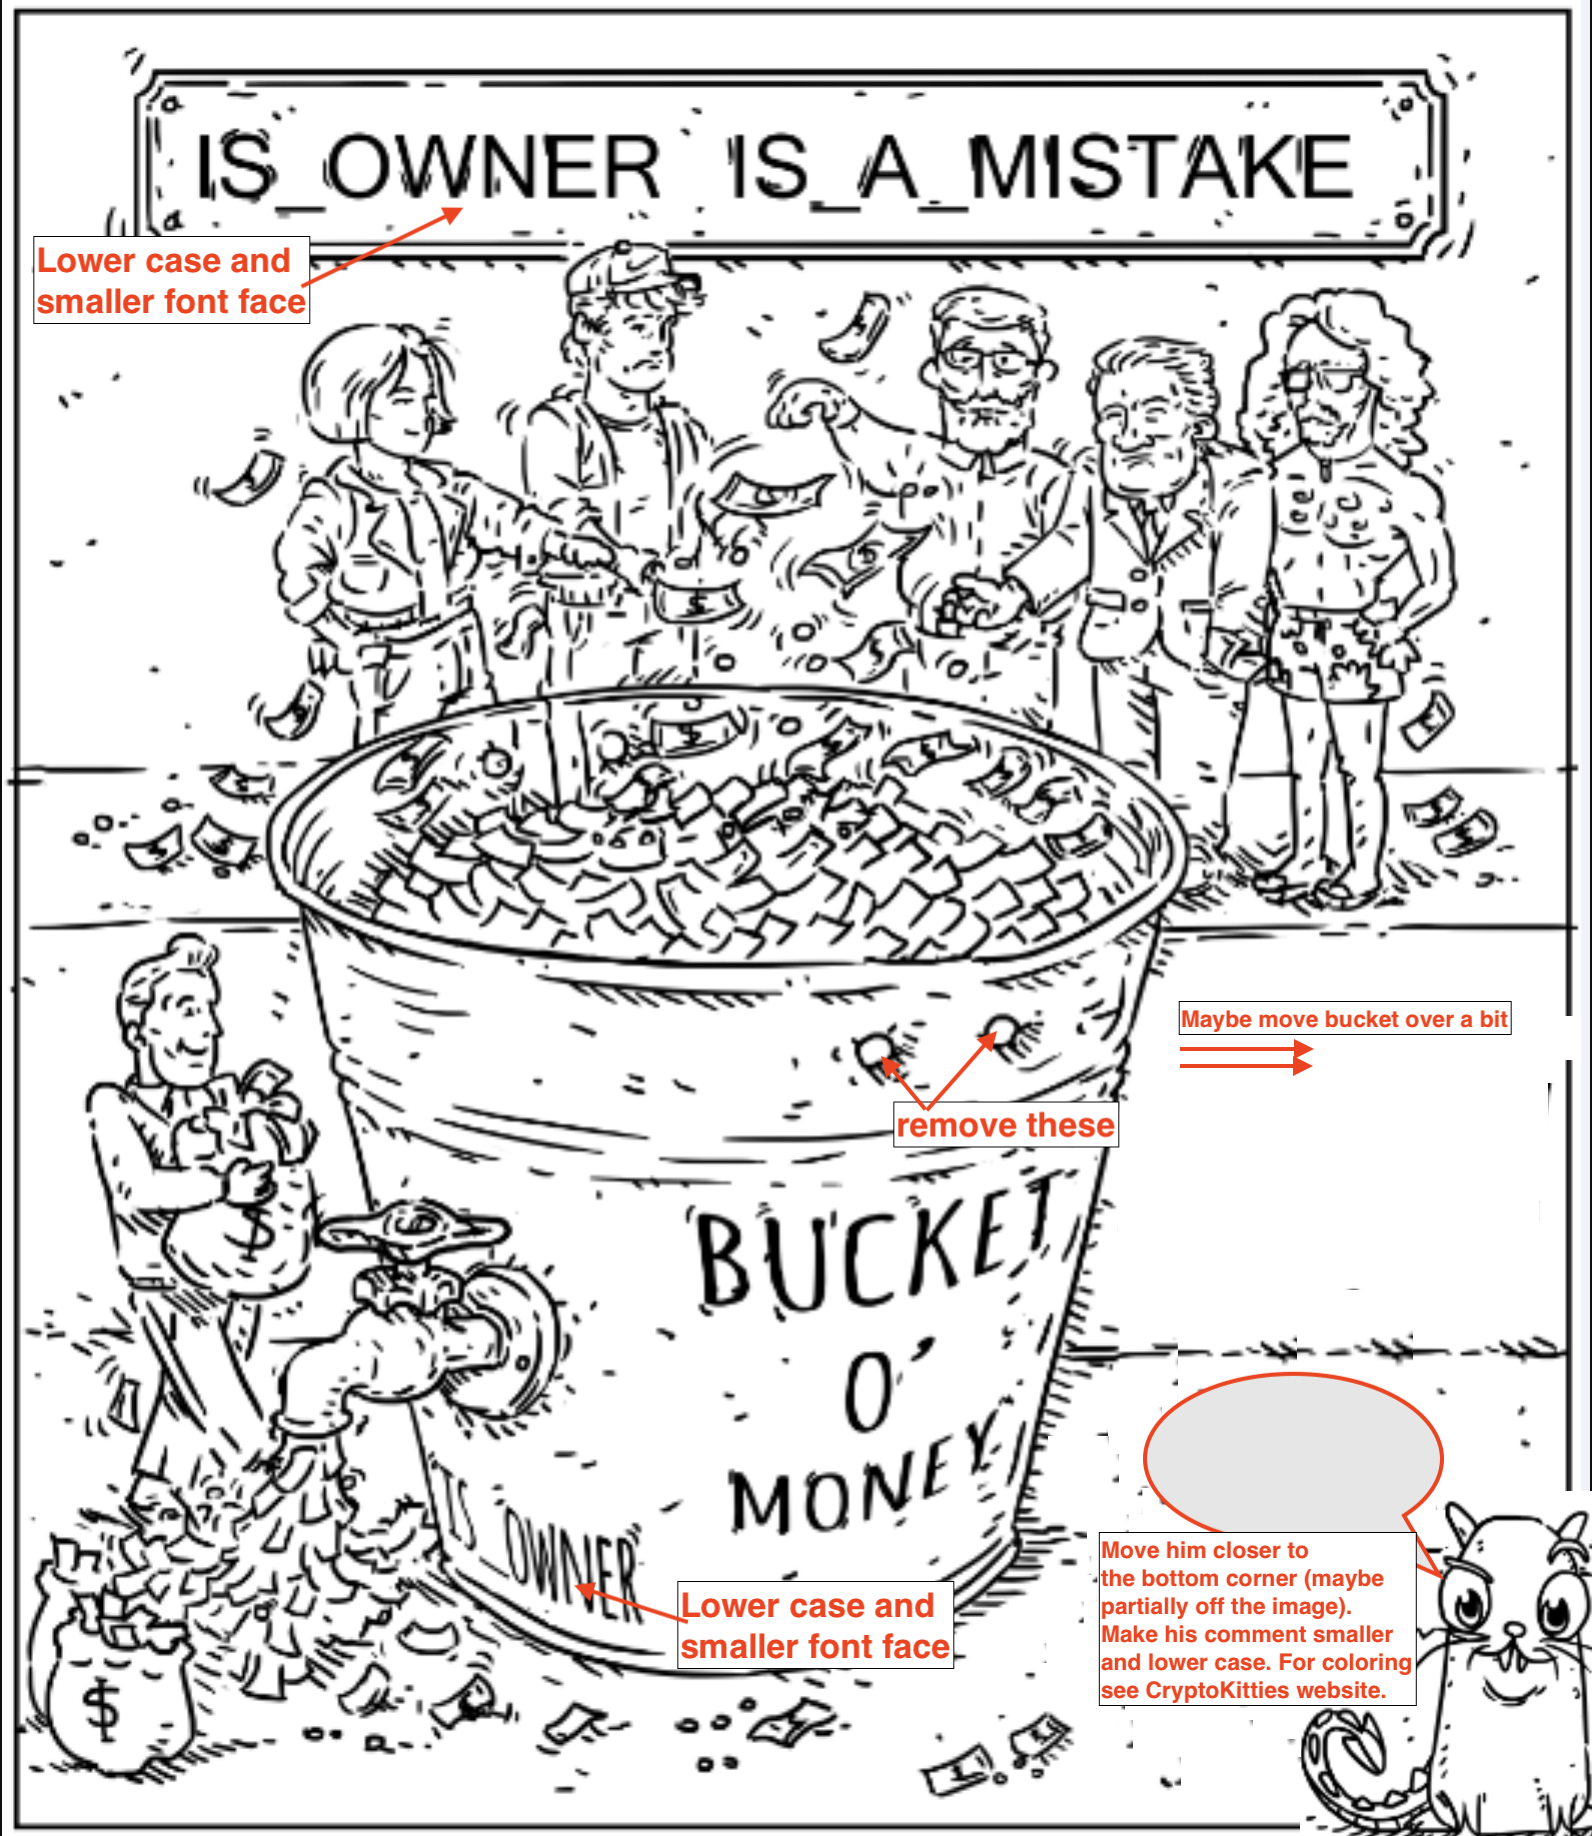 IS_OWNER IS_A_MISTAKE
Lower case and
smaller font face
Maybe move bucket over a bit
remove these
$
BUCKET
O'
MONEY
IS OWNER
Lower case and
smaller font face
Move him closer to
the bottom corner (maybe
partially off the image).
Make his comment smaller
and lower case. For coloring
see CryptoKitties website.
$